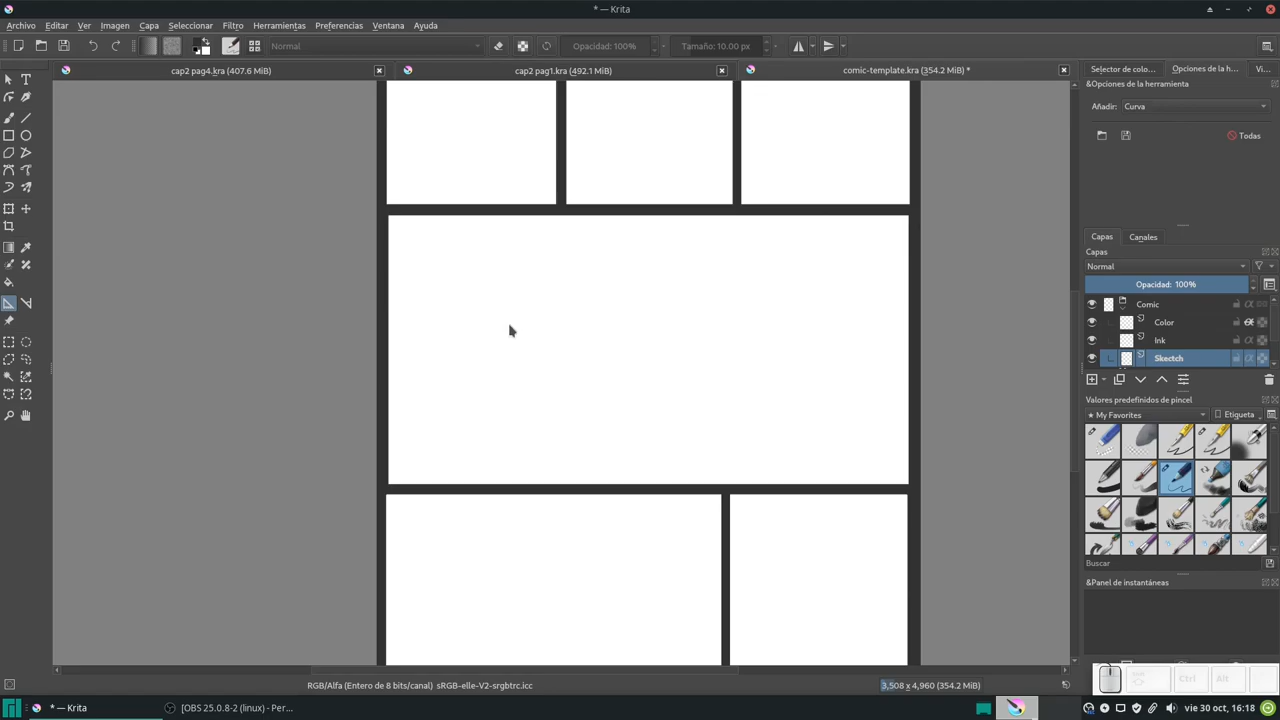 * — Krita
Archivo Editar Ver Imagen Capa Seleccionar Filtro Herramientas Preferencias Ventana Ayuda
Normal Opacidad: 100% Tamaño: 10.00 px
cap2 pag4.kra (407.6 MiB) cap2 pag1.kra (492.1 MiB) comic-template.kra (354.2 MiB) *
Selector de colo... Opciones de la h... Vi...
&Opciones de la herramienta
Añadir: Curva
Todas
Capas Canales
Capas
Normal
Opacidad: 100%
Comic
Color
Ink
Skectch
Valores predefinidos de pincel
★ My Favorites Etiqueta
Buscar
&Panel de instantáneas
RGB/Alfa (Entero de 8 bits/canal) sRGB-elle-V2-srgbtrc.icc 3,508 x 4,960 (354.2 MiB)
Ctrl Alt
* — Krita [OBS 25.0.8-2 (linux) - Per... vie 30 oct, 16:18